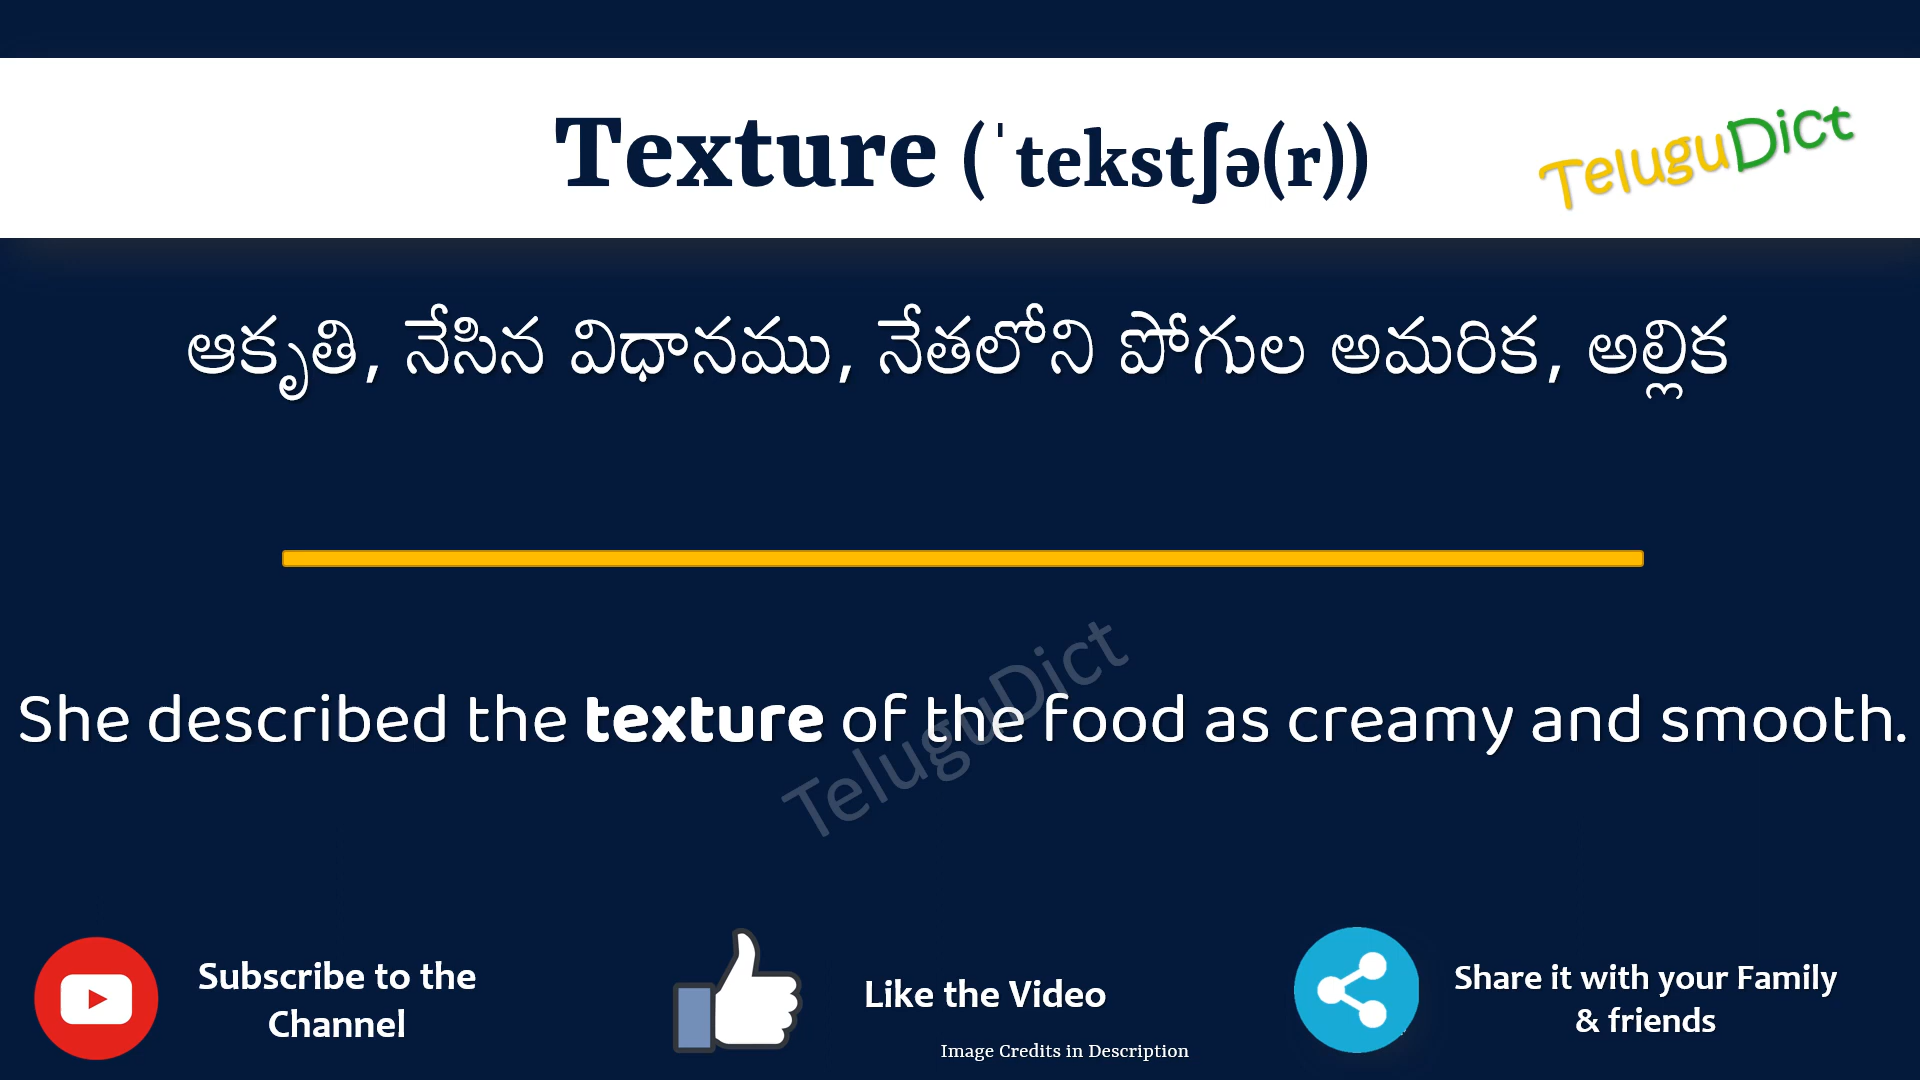 Texture (ˈtekstʃə(r))
TeluguDict
ఆకృతి, నేసిన విధానము, నేతలోని పోగుల అమరిక, అల్లిక
She described the texture of the food as creamy and smooth.
TeluguDict
Subscribe to the
Channel
Like the Video
Image Credits in Description
Share it with your Family
& friends